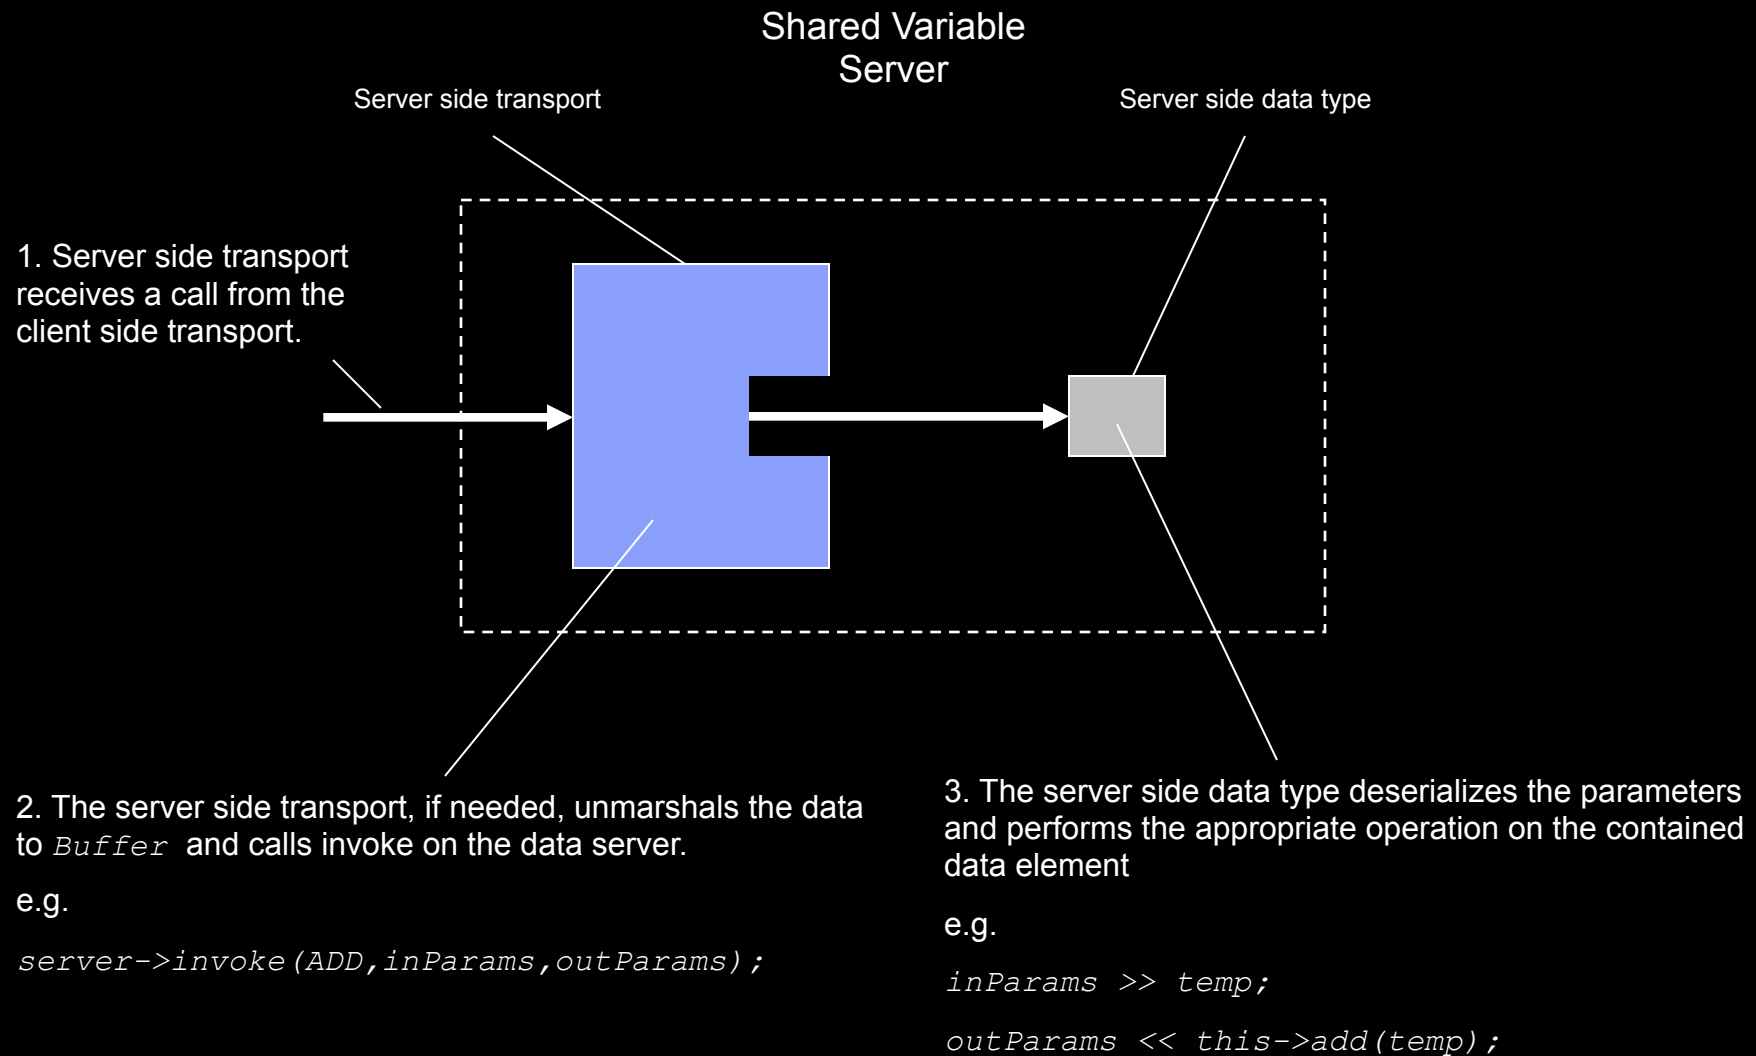 Shared Variable
Server
Server side transport
Server side data type
1. Server side transport
receives a call from the
client side transport.
2. The server side transport, if needed, unmarshals the data
to Buffer and calls invoke on the data server.
e.g.
server->invoke(ADD,inParams,outParams);
3. The server side data type deserializes the parameters
and performs the appropriate operation on the contained
data element
e.g.
inParams >> temp;
outParams << this->add(temp);